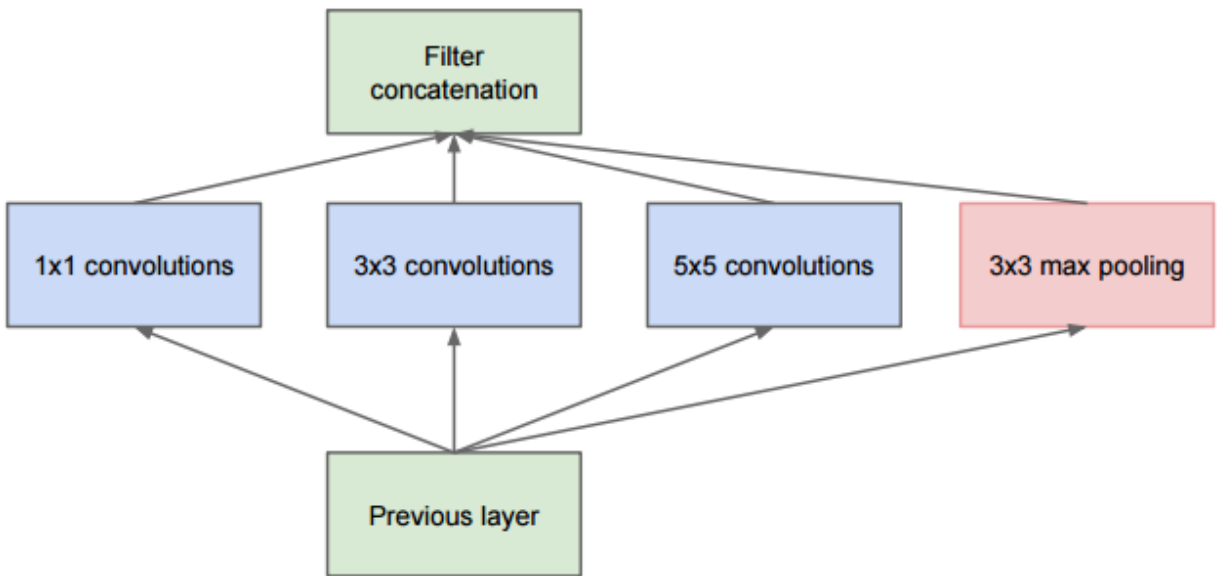 Filter
concatenation
1x1 convolutions
3x3 convolutions
5x5 convolutions
3x3 max pooling
Previous layer